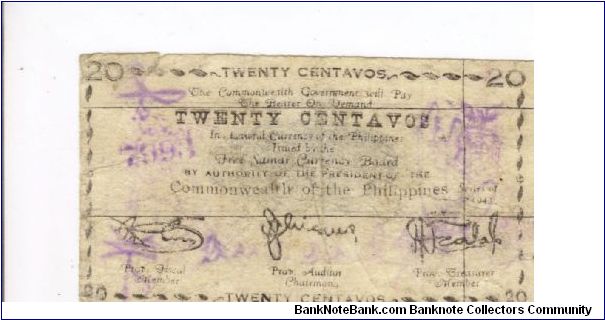 20 TWENTY CENTAVOS 20
The Commonwealth Government will Pay
The Bearer On Demand
TWENTY CENTAVOS
In Lawful Currency of the Philippines
Issued by the
Free Samar Currency Board
BY AUTHORITY OF THE PRESIDENT OF THE
Commonwealth of the Philippines Series of
Prov. Fiscal Prov. Auditor Prov. Treasurer
Member Chairman Member
20 TWENTY CENTAVOS 20
BankNoteBank.com Banknote Collectors Community